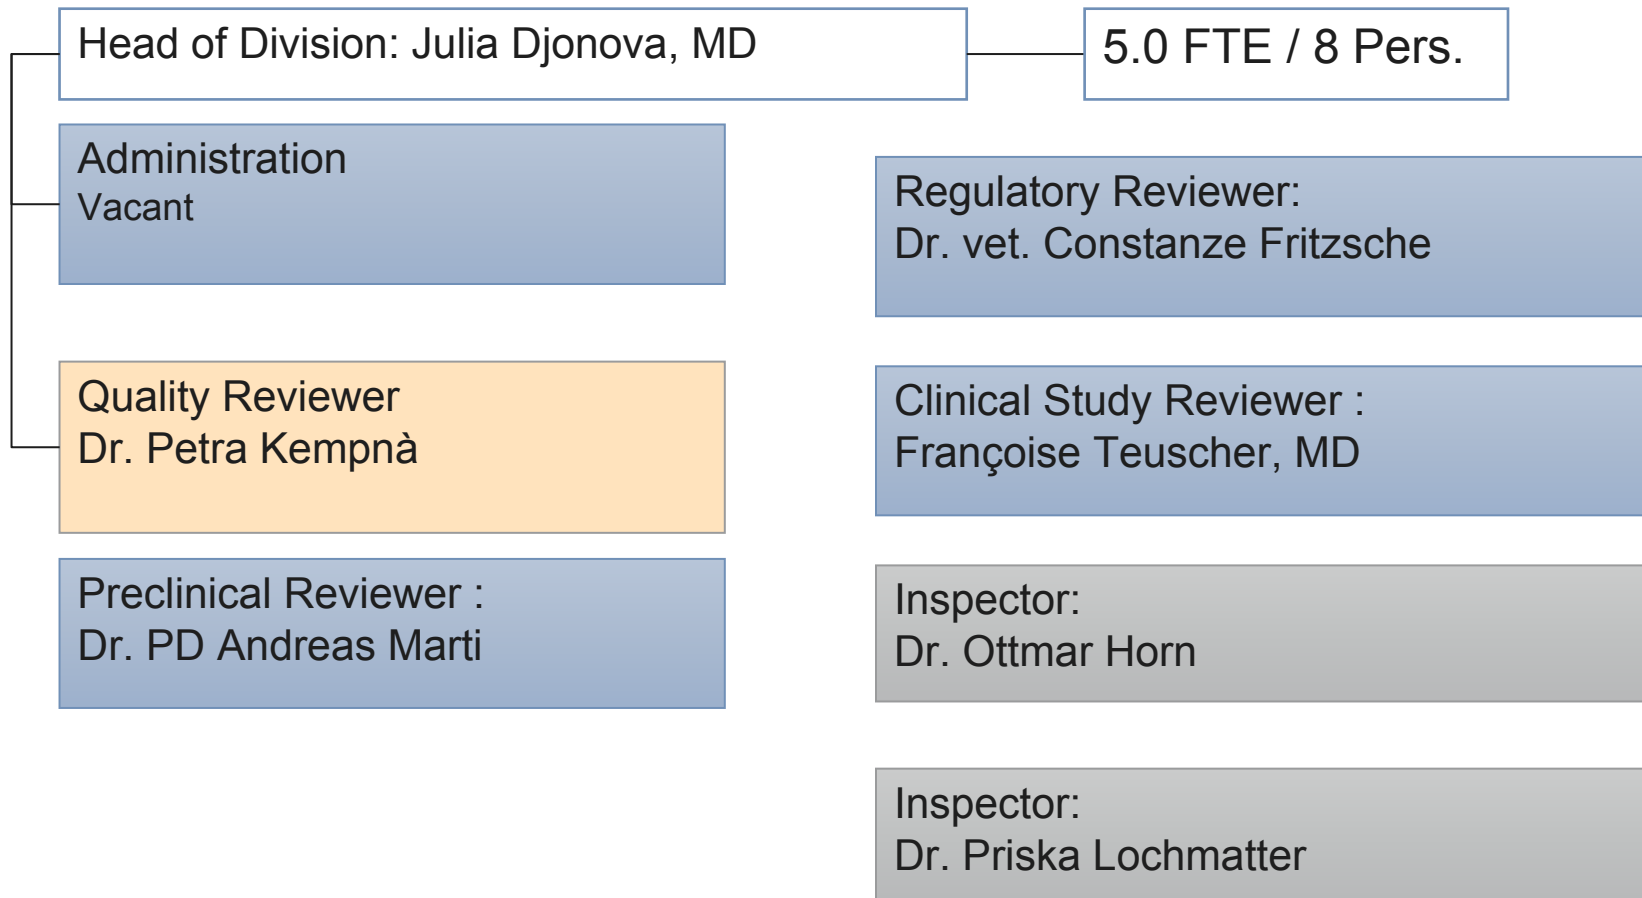 Head of Division: Julia Djonova, MD
5.0 FTE / 8 Pers.
Administration
Vacant
Quality Reviewer
Dr. Petra Kempnà
Preclinical Reviewer :
Dr. PD Andreas Marti
Regulatory Reviewer:
Dr. vet. Constanze Fritzsche
Clinical Study Reviewer :
Françoise Teuscher, MD
Inspector:
Dr. Ottmar Horn
Inspector:
Dr. Priska Lochmatter